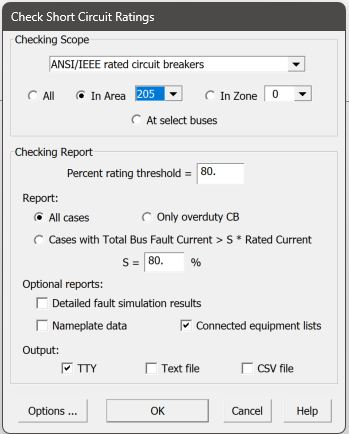 Check Short Circuit Ratings
Checking Scope
ANSI/IEEE rated circuit breakers
All In Area 205 In Zone 0
At select buses
Checking Report
Percent rating threshold = 80.
Report:
All cases Only overduty CB
Cases with Total Bus Fault Current > S * Rated Current
S = 80. %
Optional reports:
Detailed fault simulation results
Nameplate data Connected equipment lists
Output:
TTY Text file CSV file
Options ... OK Cancel Help